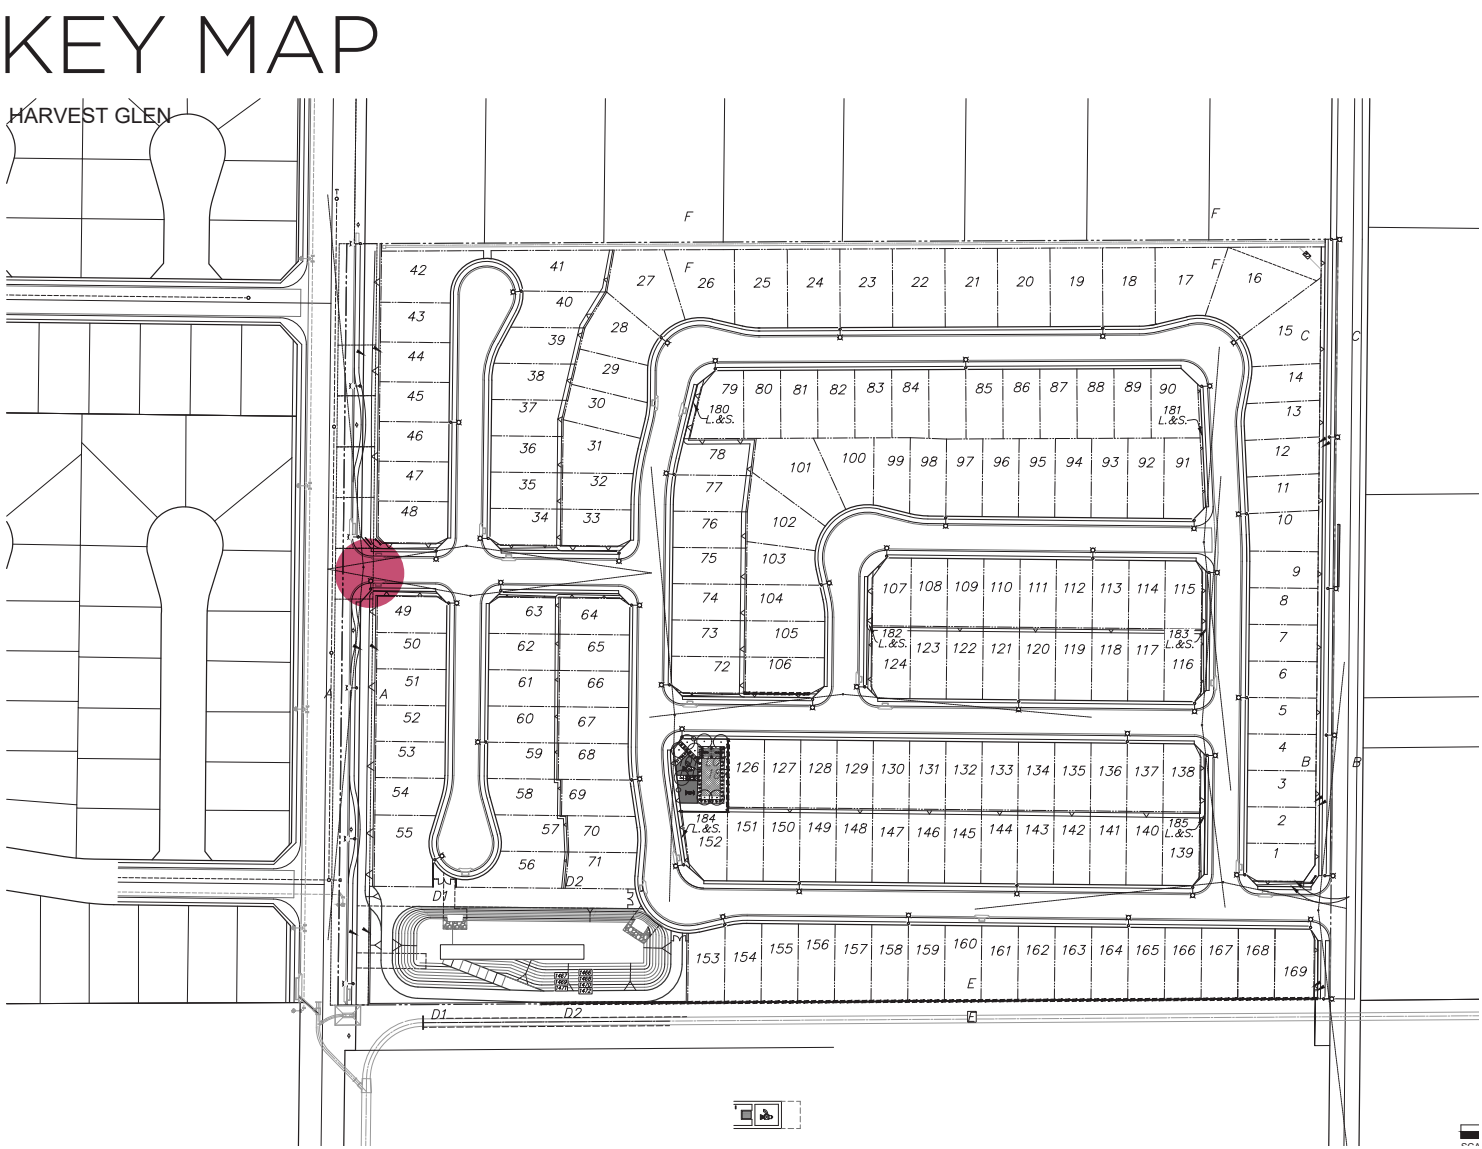 KEY MAP
HARVEST GLEN
F F
42 41 27 F 26 25 24 23 22 21 20 19 18 17 F 16
43 40 28 15 C C
44 39 29 14
45 38 30 79 80 81 82 83 84 85 86 87 88 89 90 13
37 180 L.&S. 181 L.&S.
46 36 31 78 101 100 99 98 97 96 95 94 93 92 91 12
47 35 32 77 11
48 34 33 76 102 10
75 103 9
49 63 64 74 104 107 108 109 110 111 112 113 114 115 8
50 62 65 73 105 182 L.&S. 183 L.&S. 7
72 106 124 123 122 121 120 119 118 117 116
A A 51 61 66 6
52 60 67 5
53 59 68 126 127 128 129 130 131 132 133 134 135 136 137 138 4
B B
54 58 69 3
55 57 70 184 L.&S. 185 L.&S. 2
152 151 150 149 148 147 146 145 144 143 142 141 140 139
56 71 1
D1 D2
153 154 155 156 157 158 159 160 161 162 163 164 165 166 167 168 169
E
D1 D2 E